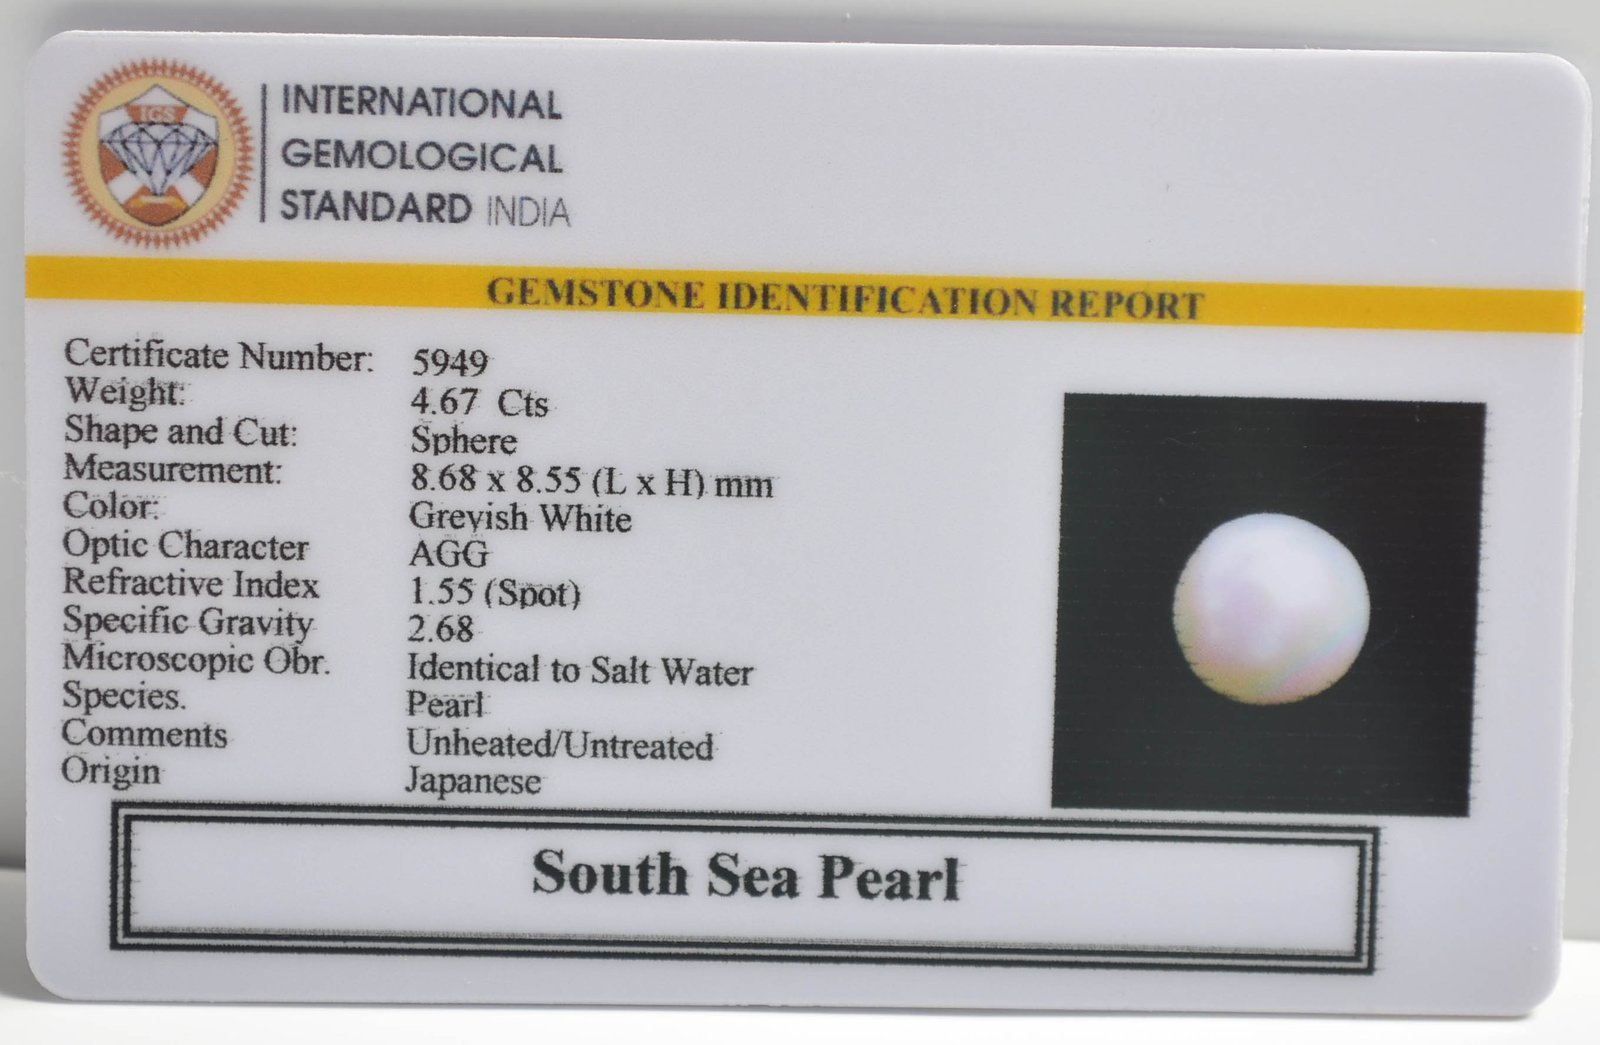 IGS
INTERNATIONAL
GEMOLOGICAL
STANDARD INDIA
GEMSTONE IDENTIFICATION REPORT
Certificate Number: 5949
Weight: 4.67 Cts
Shape and Cut: Sphere
Measurement: 8.68 x 8.55 (L x H) mm
Color: Greyish White
Optic Character AGG
Refractive Index 1.55 (Spot)
Specific Gravity 2.68
Microscopic Obr. Identical to Salt Water
Species. Pearl
Comments Unheated/Untreated
Origin Japanese
South Sea Pearl